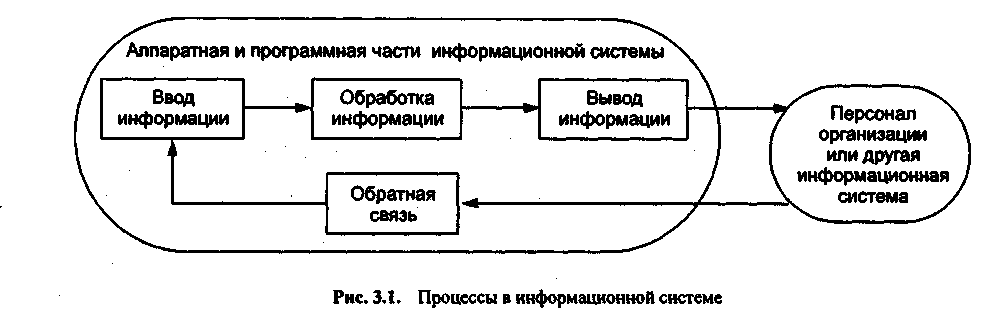 Аппаратная и программная части информационной системы
Ввод
информации
Обработка
информации
Вывод
информации
Персонал
организации
или другая
информационная
система
Обратная
связь
Рис. 3.1. Процессы в информационной системе